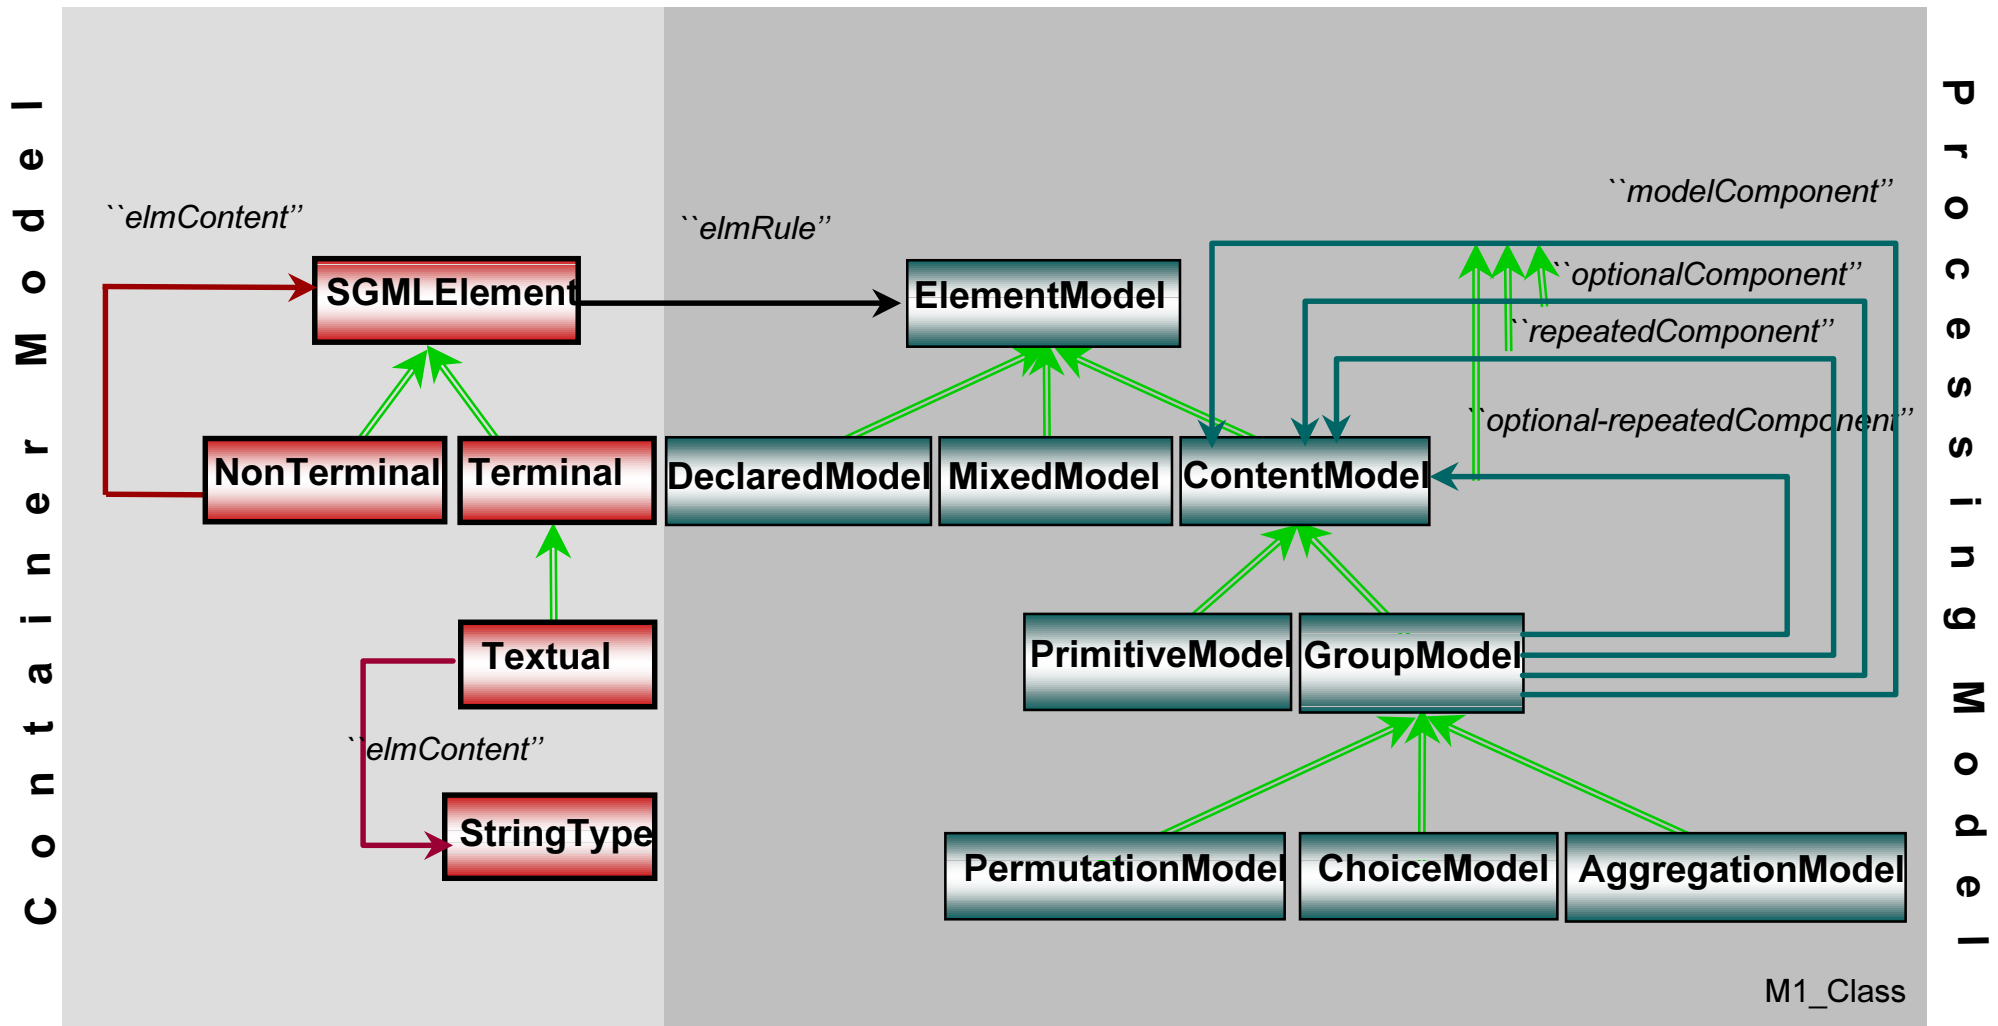 Container Model
Processing Model
``modelComponent’’
``elmContent’’
``elmRule’’
``optionalComponent’’
SGMLElement
ElementModel
``repeatedComponent’’
``optional-repeatedComponent’’
NonTerminal
Terminal
DeclaredModel
MixedModel
ContentModel
Textual
PrimitiveModel
GroupModel
``elmContent’’
StringType
PermutationModel
ChoiceModel
AggregationModel
M1_Class